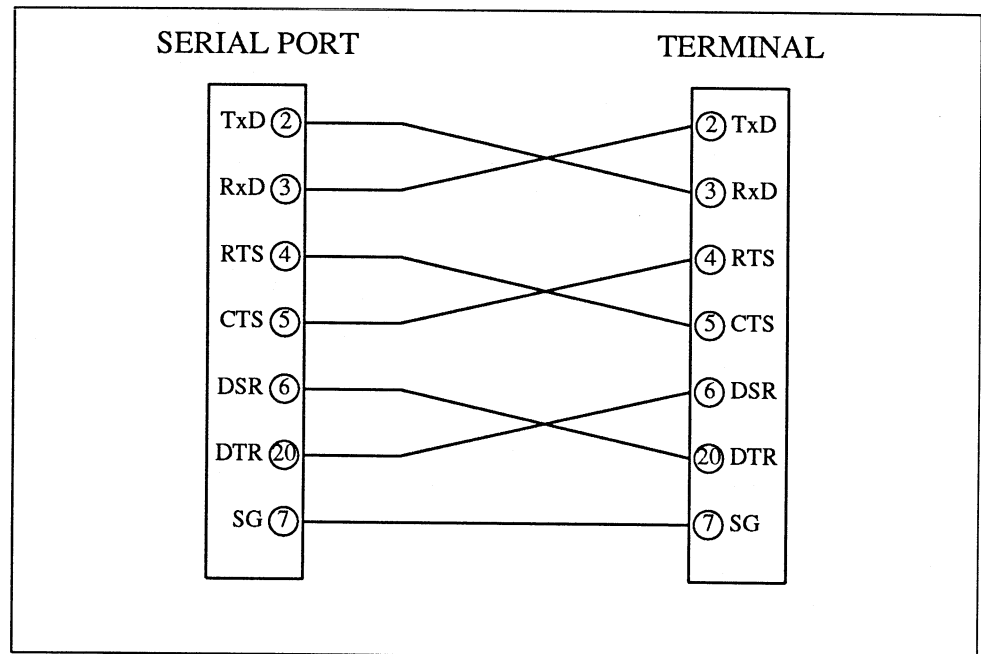 SERIAL PORT TERMINAL
TxD 2 2 TxD
RxD 3 3 RxD
RTS 4 4 RTS
CTS 5 5 CTS
DSR 6 6 DSR
DTR 20 20 DTR
SG 7 7 SG